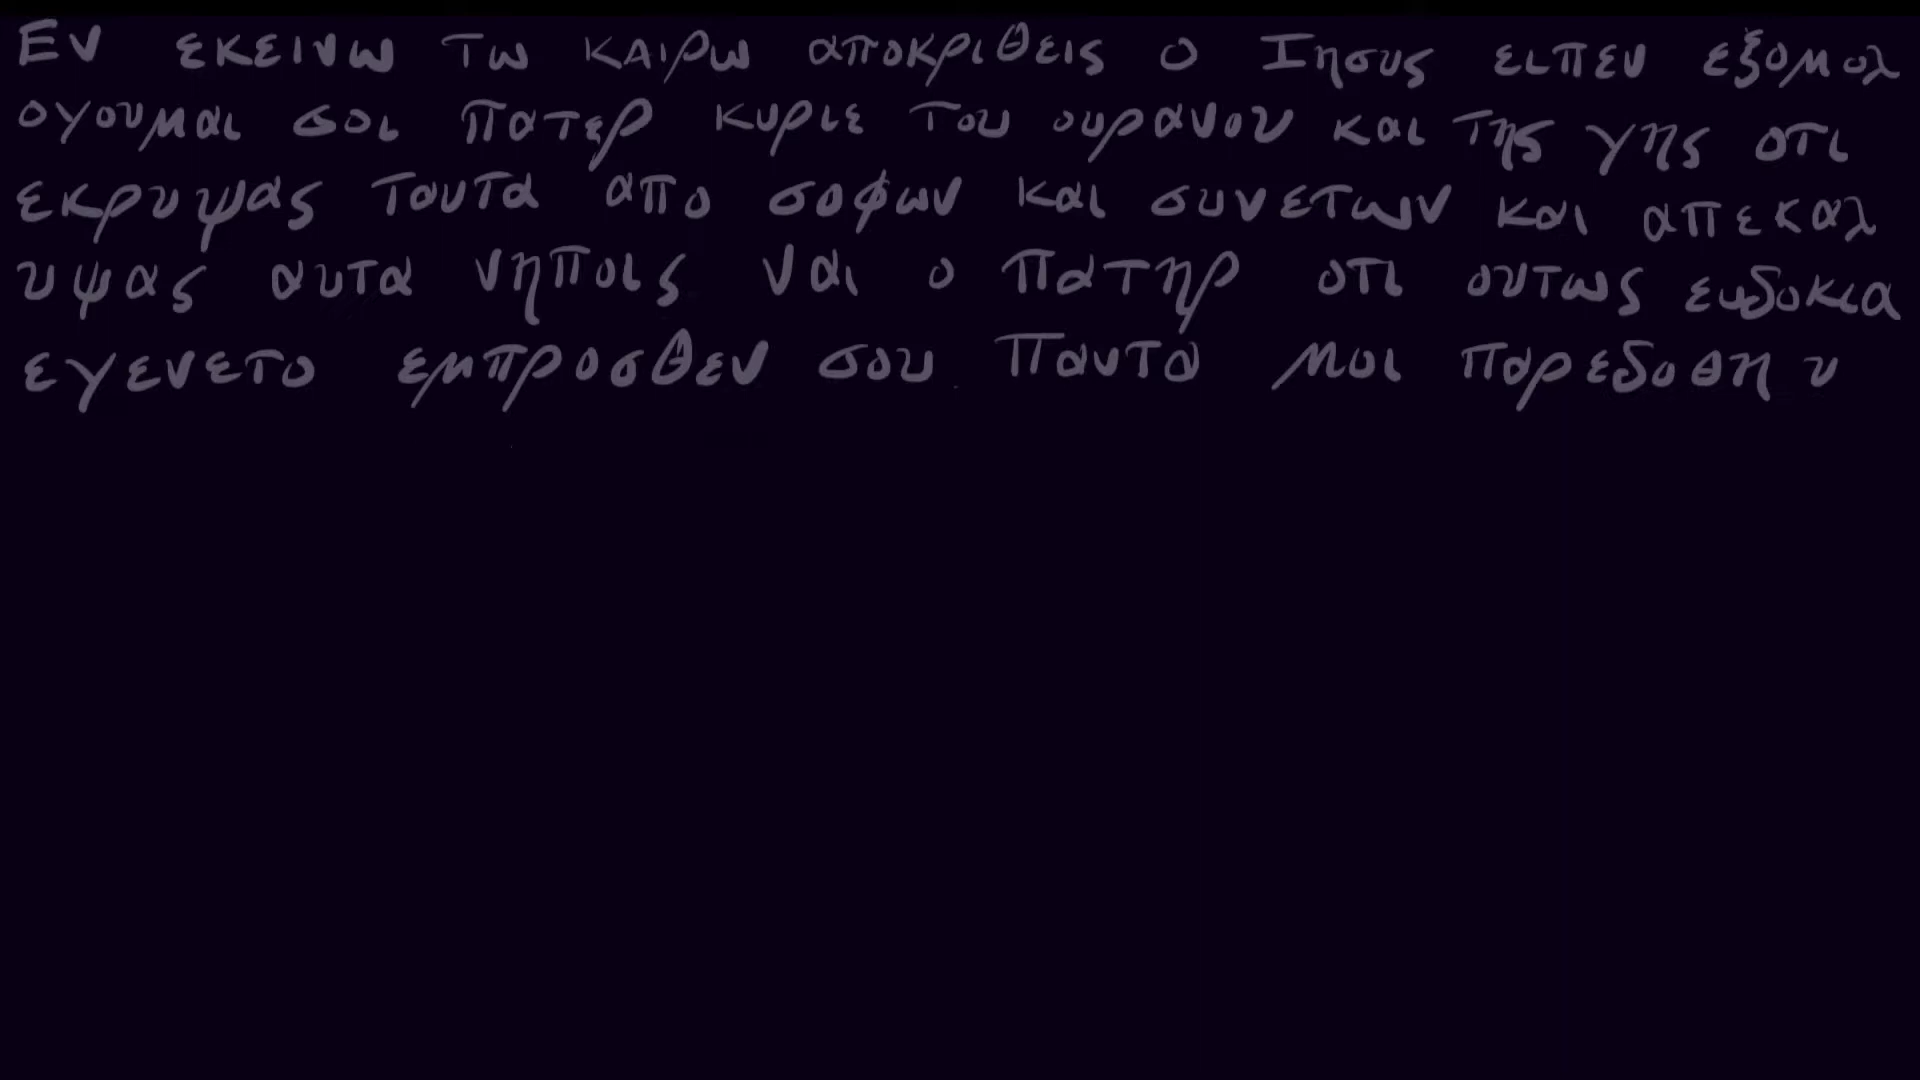 Εν εκεινω τω καιρω αποκριθεις ο Ιησυς ειπεν εξομολ
ογουμαι σοι Πατερ κυριε του ουρανου και της γης οτι
εκρυψας ταυτα απο σοφων και συνετων και απεκαλ
υψας αυτα νηποις ναι ο Πατηρ οτι ουτως ευδοκια
εγενετο εμπροσθεν σου Παντα μοι παρεδοθη υ